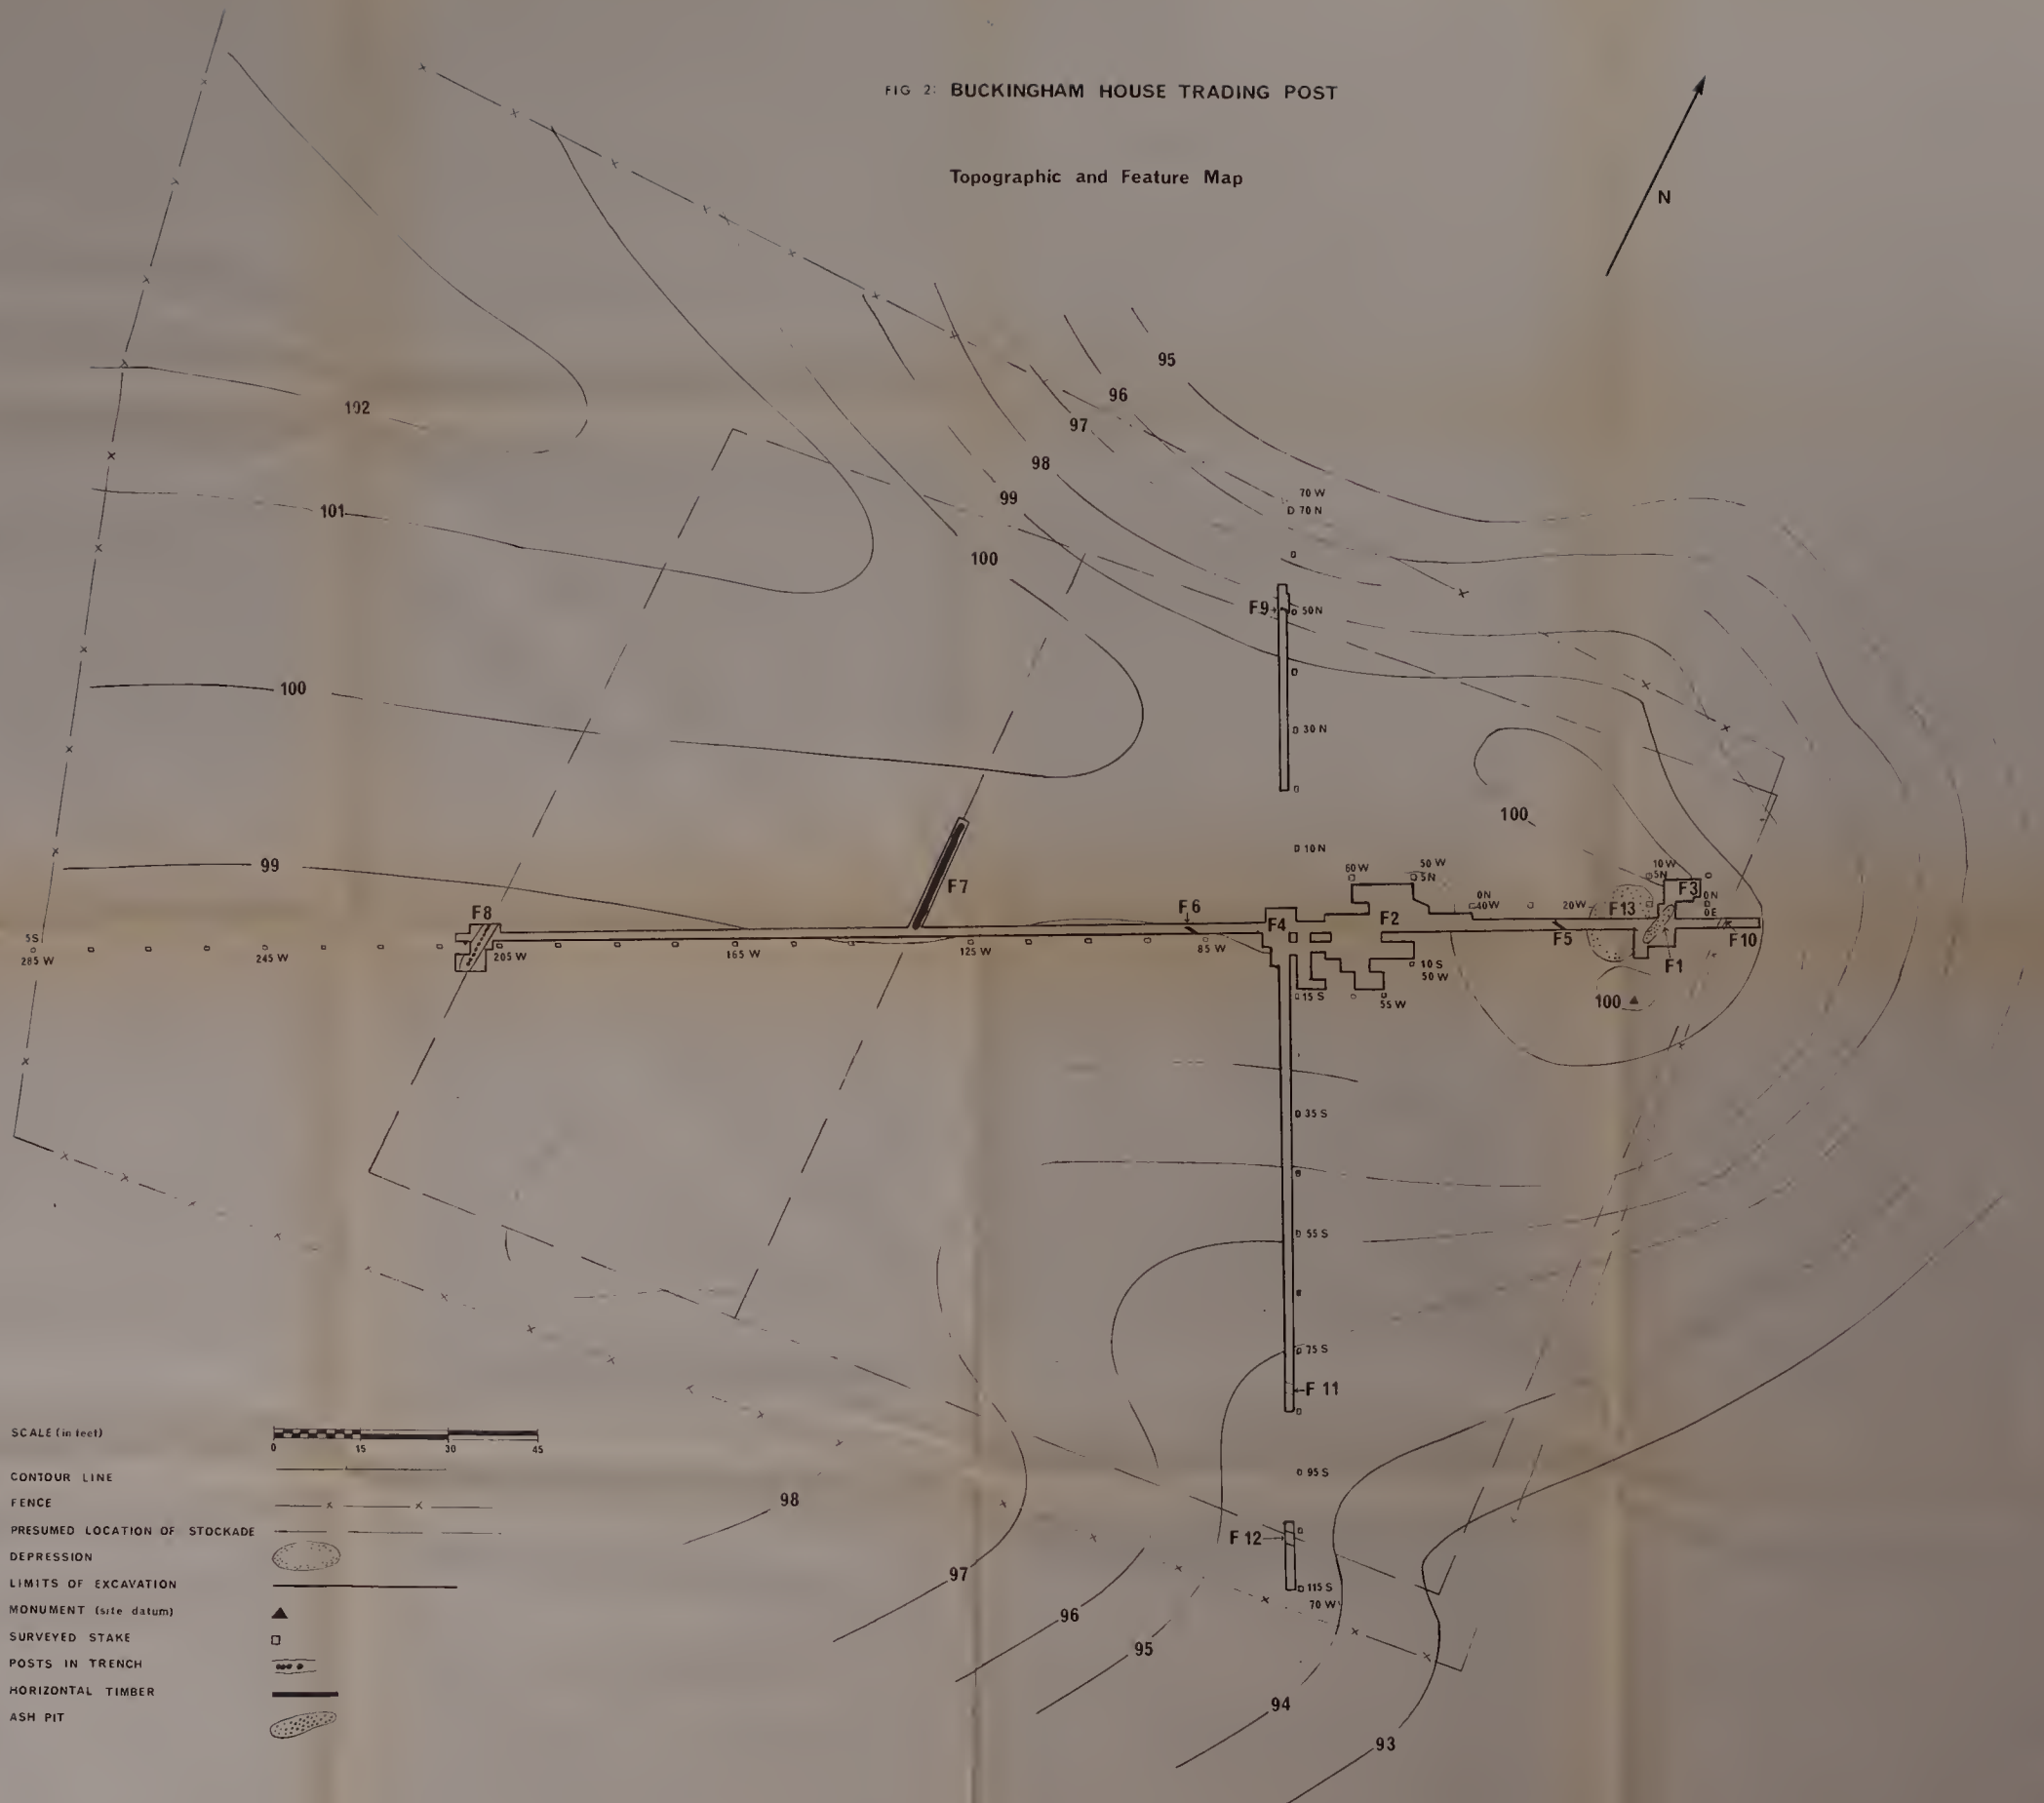 FIG 2: BUCKINGHAM HOUSE TRADING POST
Topographic and Feature Map
N
95
96
97
98
99
100
102
101
100
99
70 W
70 N
F9
50N
30 N
10 N
100
F7
F8
F6
F4
F2
60 W
50 W
5N
0N
40W
20W
F13
10W
5N
F3
0N
0E
F5
F1
F10
5S
285 W
245 W
205 W
165 W
125 W
85 W
10 S
50 W
15 S
55 W
100
35 S
55 S
75 S
F 11
95 S
F 12
115 S
70 W
98
97
96
95
94
93
SCALE (in feet)
0 15 30 45
CONTOUR LINE
FENCE
PRESUMED LOCATION OF STOCKADE
DEPRESSION
LIMITS OF EXCAVATION
MONUMENT (site datum)
SURVEYED STAKE
POSTS IN TRENCH
HORIZONTAL TIMBER
ASH PIT